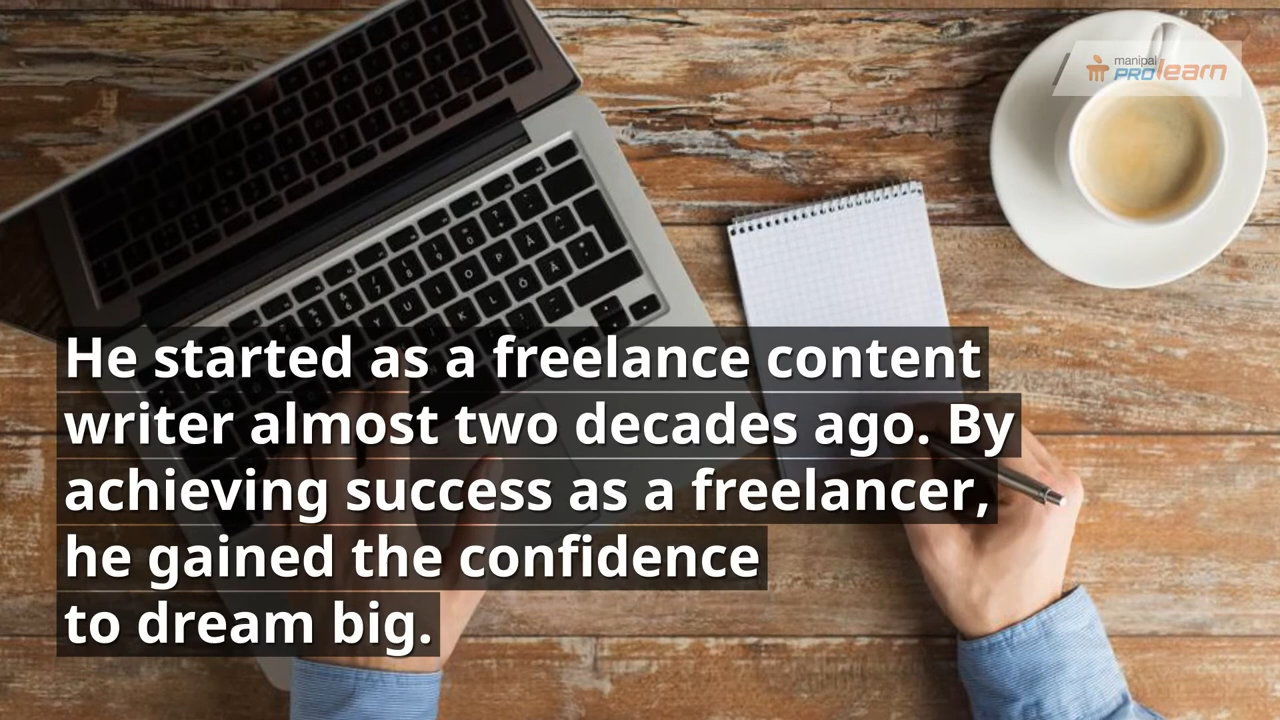 manipal
PROlearn
He started as a freelance content
writer almost two decades ago. By
achieving success as a freelancer,
he gained the confidence
to dream big.